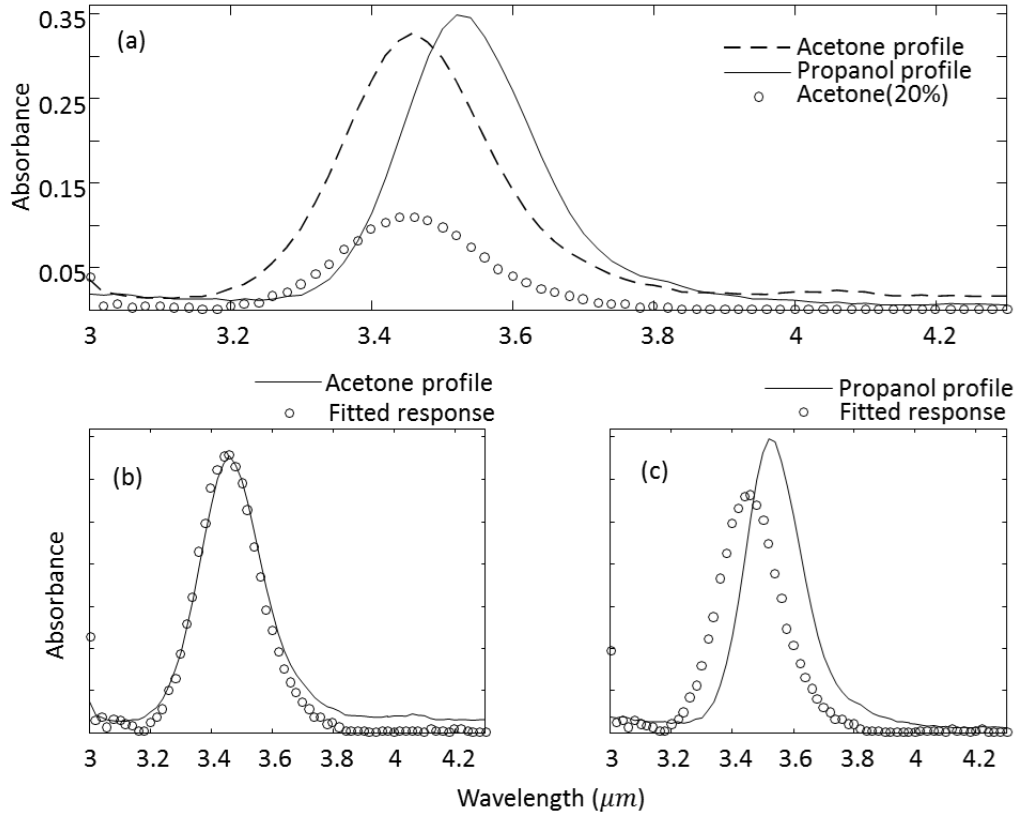 (a)
Acetone profile
Propanol profile
Acetone(20%)
0.35
0.25
0.15
0.05
Absorbance
3 3.2 3.4 3.6 3.8 4 4.2
Acetone profile
Fitted response
(b)
Absorbance
3 3.2 3.4 3.6 3.8 4 4.2
Propanol profile
Fitted response
(c)
3 3.2 3.4 3.6 3.8 4 4.2
Wavelength (μm)